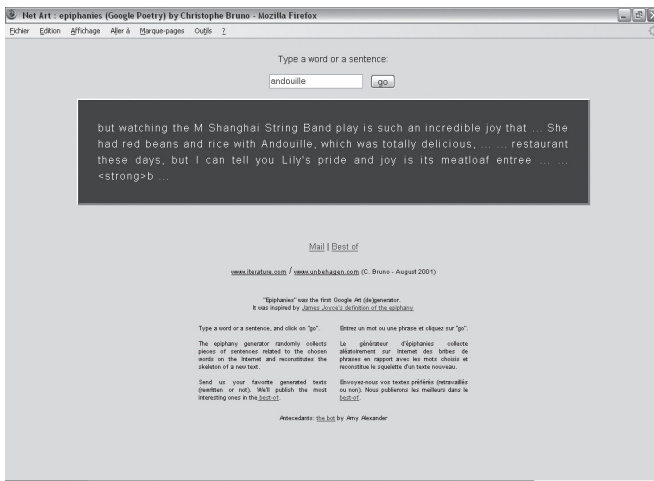 Net Art : epiphanies (Google Poetry) by Christophe Bruno - Mozilla Firefox
Eichier Edition Affichage Aller à Marque-pages Outils ?
Type a word or a sentence:
andouille go
but watching the M Shanghai String Band play is such an incredible joy that ... She
had red beans and rice with Andouille, which was totally delicious, ... ... restaurant
these days, but I can tell you Lily's pride and joy is its meatloaf entree ... ...
<strong>b ...
Mail | Best of
www.iterature.com / www.unbehagen.com (C. Bruno - August 2001)
"Epiphanies" was the first Google Art (de)generator.
It was inspired by James Joyce's definition of the epiphany
Type a word or a sentence, and click on "go".
The epiphany generator randomly collects
pieces of sentences related to the chosen
words on the Internet and reconstitutes the
skeleton of a new text.
Send us your favorite generated texts
(rewritten or not). We'll publish the most
interesting ones in the best-of.
Entrez un mot ou une phrase et cliquez sur "go".
Le générateur d'épiphanies collecte
aléatoirement sur Internet des bribes de
phrases en rapport avec les mots choisis et
reconstitue le squelette d'un texte nouveau.
Envoyez-nous vos textes préférés (retravaillés
ou non). Nous publierons les meilleurs dans le
best-of.
Antecedants: the bot by Amy Alexander